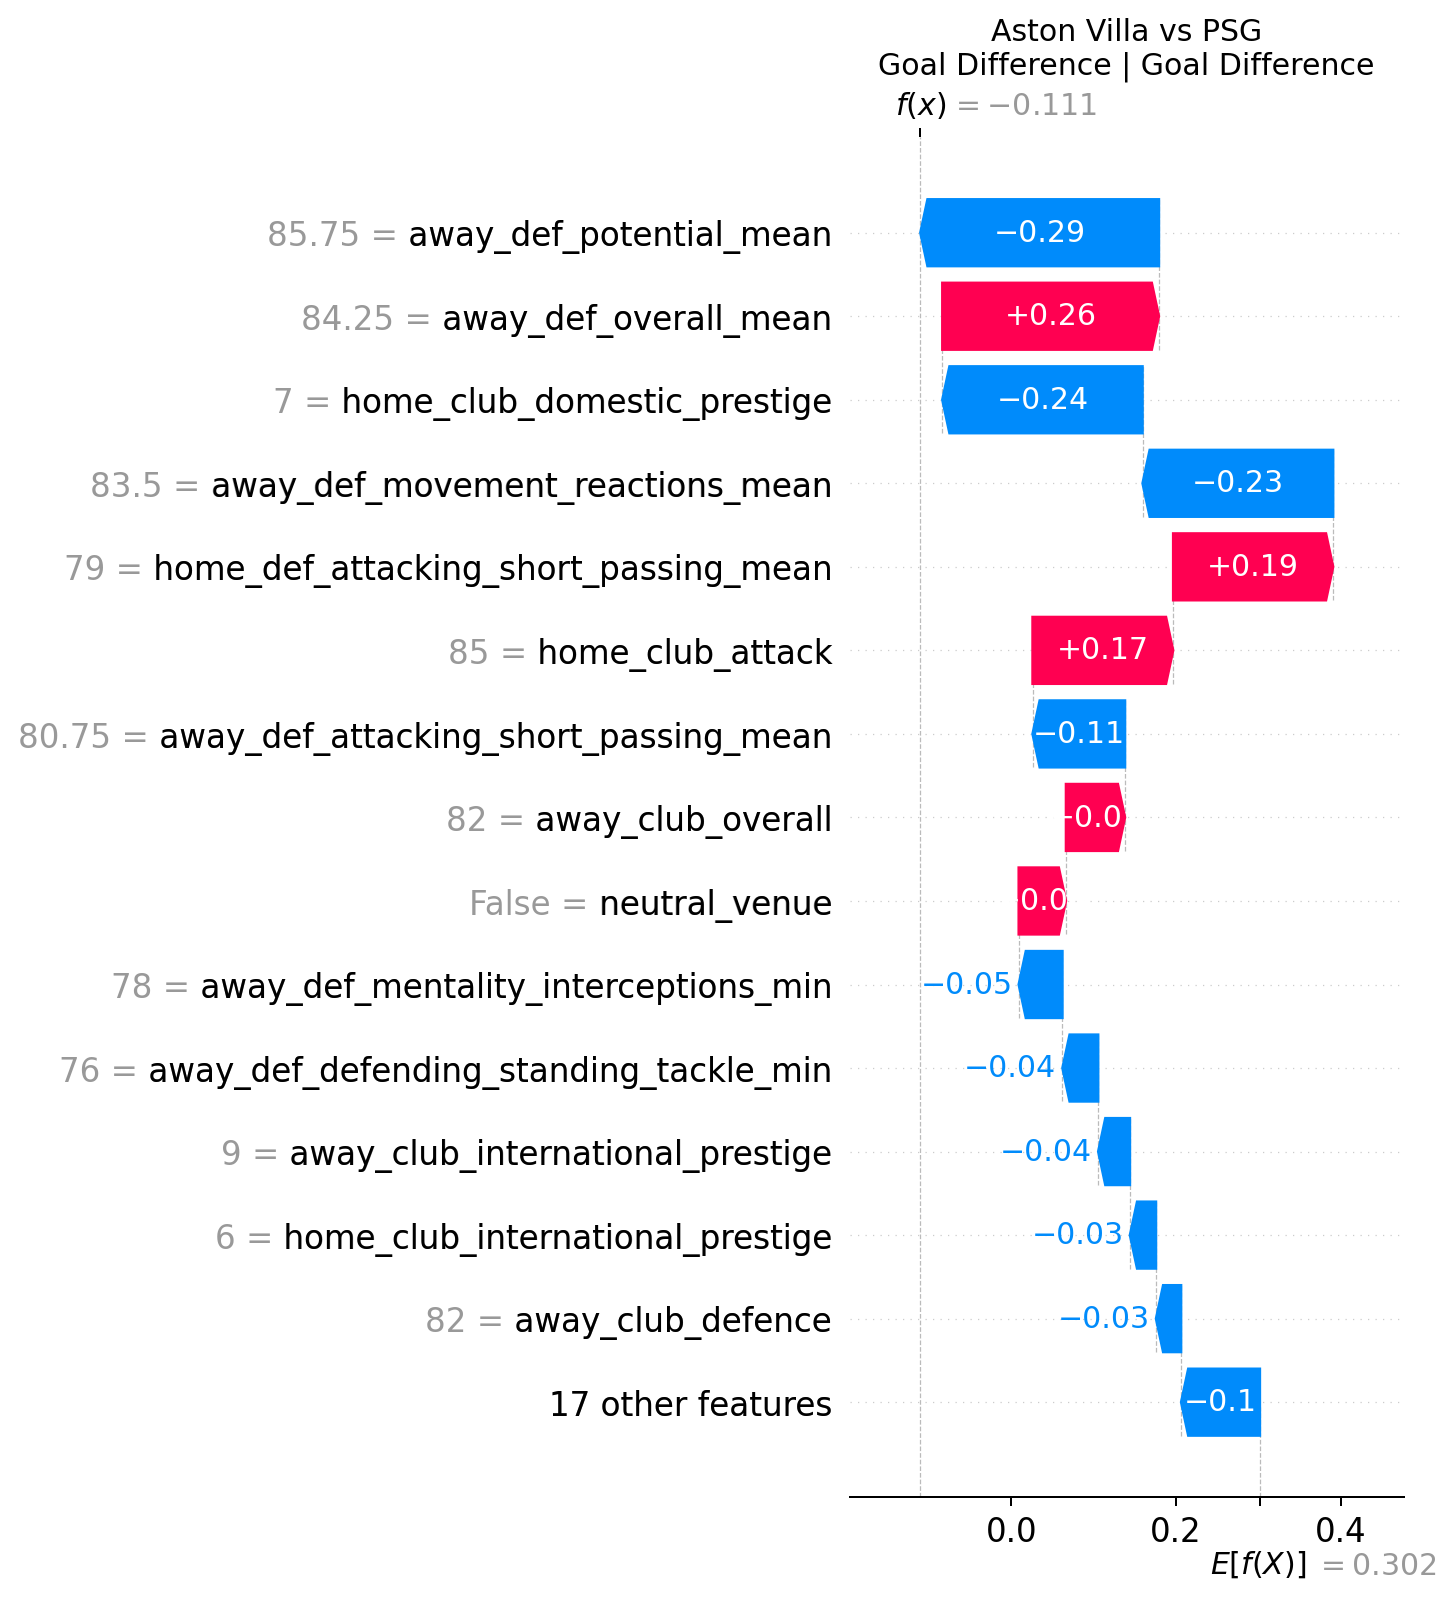 Aston Villa vs PSG
Goal Difference | Goal Difference
f(x) = −0.111
85.75 = away_def_potential_mean −0.29
84.25 = away_def_overall_mean +0.26
7 = home_club_domestic_prestige −0.24
83.5 = away_def_movement_reactions_mean −0.23
79 = home_def_attacking_short_passing_mean +0.19
85 = home_club_attack +0.17
80.75 = away_def_attacking_short_passing_mean −0.11
82 = away_club_overall
False = neutral_venue
78 = away_def_mentality_interceptions_min −0.05
76 = away_def_defending_standing_tackle_min −0.04
9 = away_club_international_prestige −0.04
6 = home_club_international_prestige −0.03
82 = away_club_defence −0.03
17 other features −0.1
0.0 0.2 0.4
E[f(X)] = 0.302